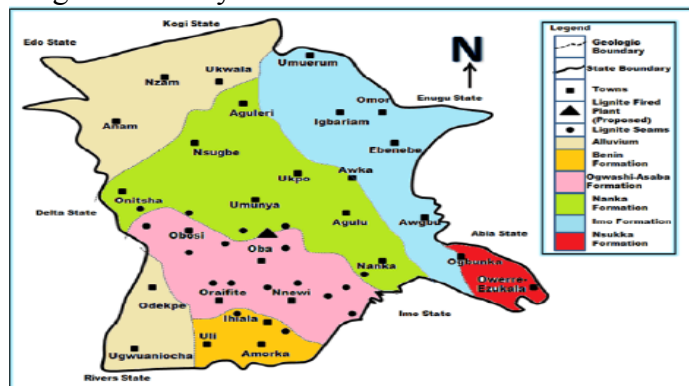 Kogi State
Edo State
Umuerum
Ukwala
Nzam
N
Enugu State
Omor
Aguleri
Igbariam
Anam
Nsugbe
Ebenebe
Ukpo
Awka
Onitsha
Umunya
Delta State
Agulu
Awgbu
Abia State
Obosi
Oba
Nanka
Ogbunka
Owerre-
Ezukala
Odekpe
Oraifite
Nnewi
Imo State
Ihiala
Uli
Amorka
Ugwuaniocha
Rivers State
Legend
Geologic
Boundary
State Boundary
Towns
Lignite Fired
Plant
(Proposed)
Lignite Seams
Alluvium
Benin
Formation
Ogwashi-Asaba
Formation
Nanka
Formation
Imo Formation
Nsukka
Formation